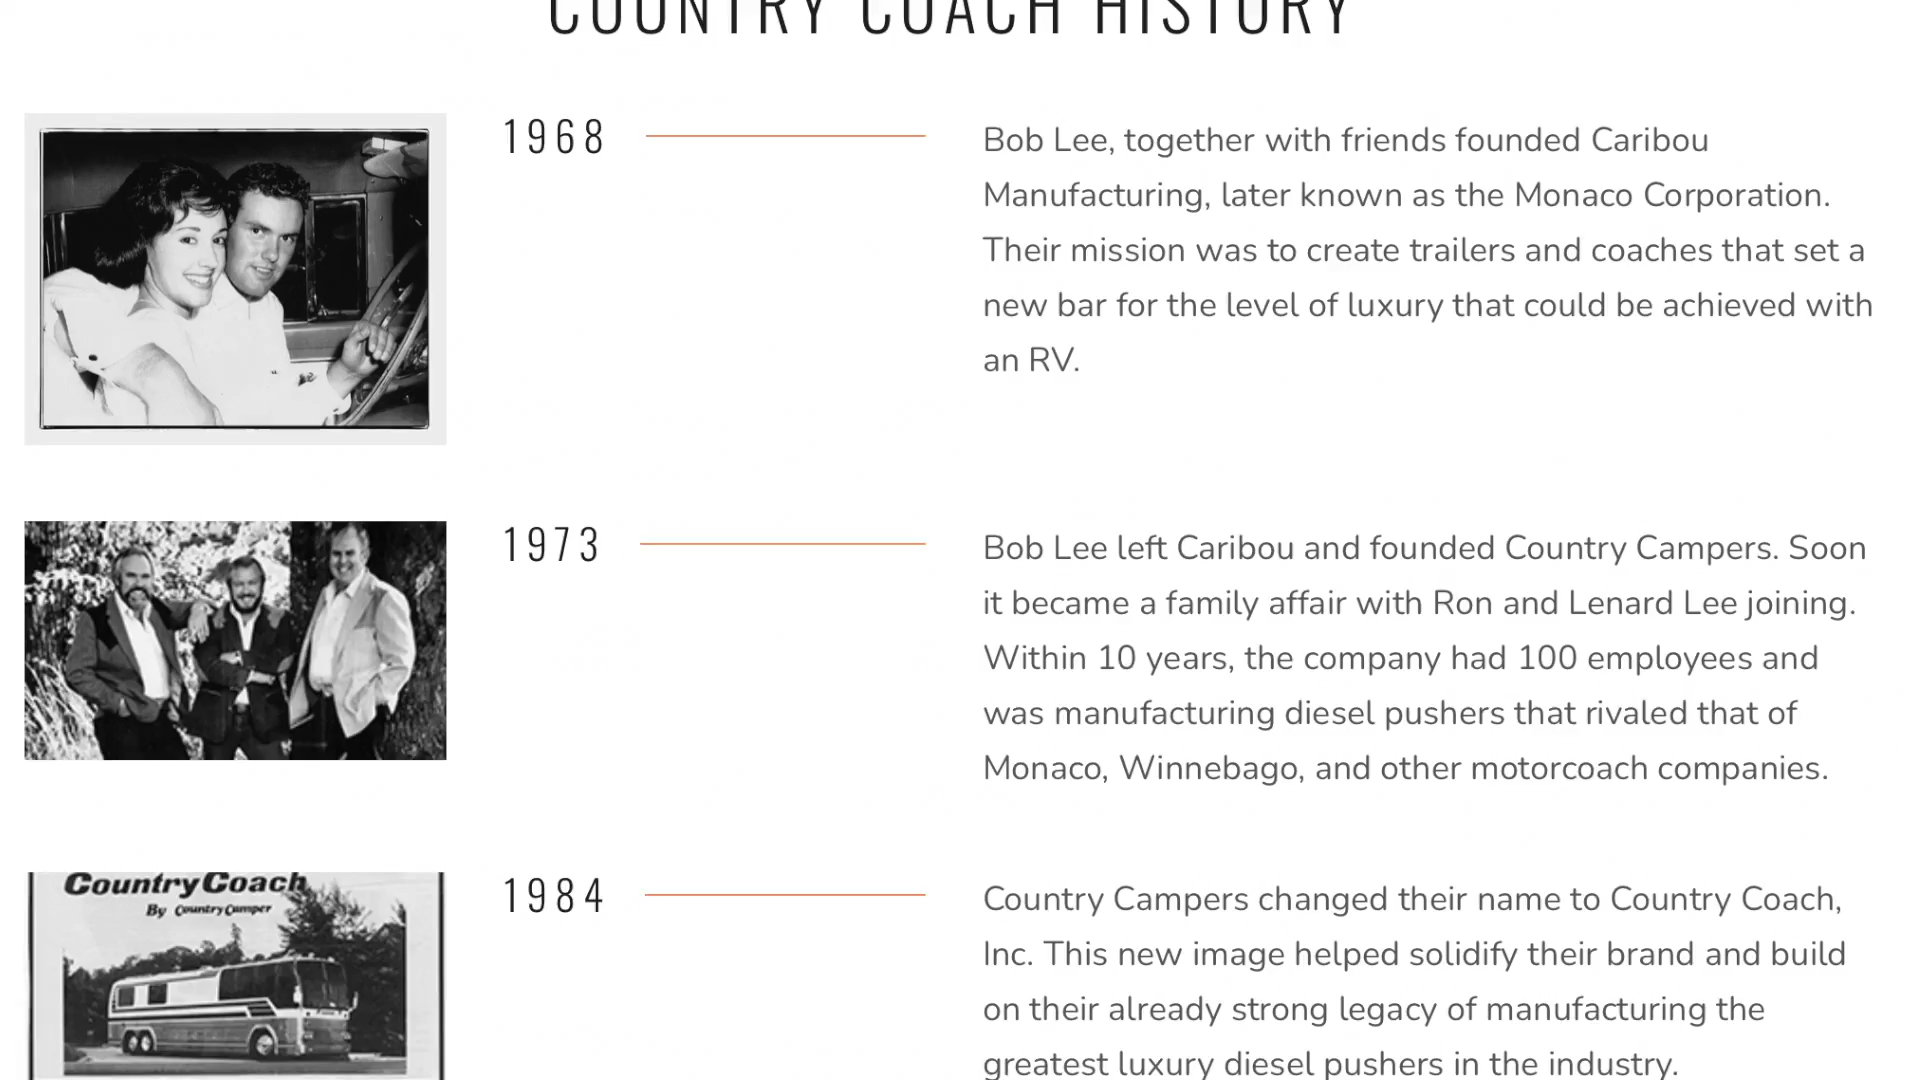 COUNTRY COACH HISTORY
1968
Bob Lee, together with friends founded Caribou
Manufacturing, later known as the Monaco Corporation.
Their mission was to create trailers and coaches that set a
new bar for the level of luxury that could be achieved with
an RV.
1973
Bob Lee left Caribou and founded Country Campers. Soon
it became a family affair with Ron and Lenard Lee joining.
Within 10 years, the company had 100 employees and
was manufacturing diesel pushers that rivaled that of
Monaco, Winnebago, and other motorcoach companies.
Country Coach
By Country Camper
1984
Country Campers changed their name to Country Coach,
Inc. This new image helped solidify their brand and build
on their already strong legacy of manufacturing the
greatest luxury diesel pushers in the industry.